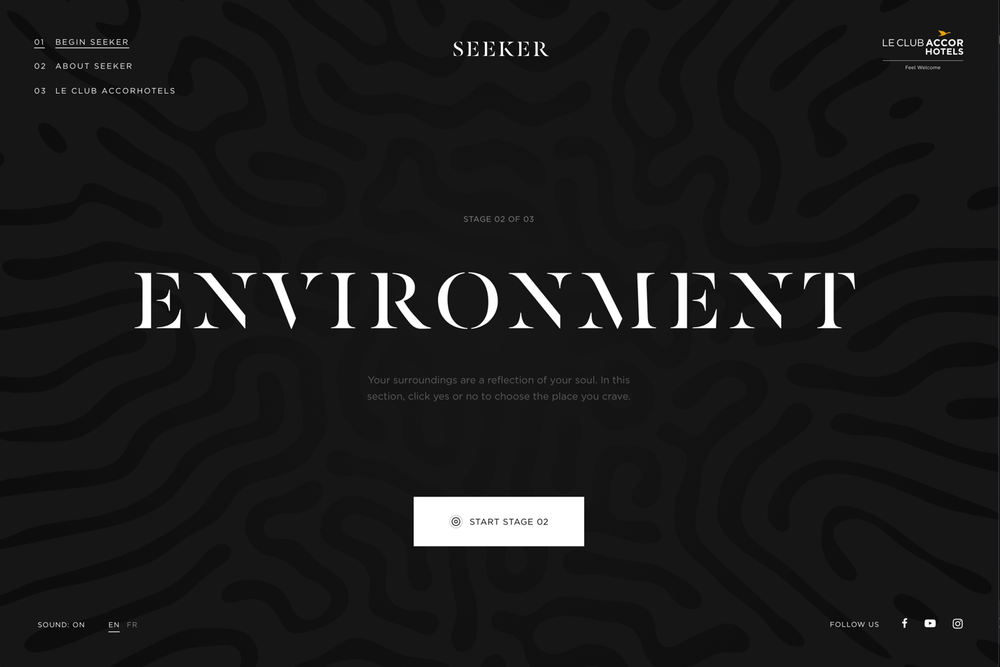 01 BEGIN SEEKER
02 ABOUT SEEKER
03 LE CLUB ACCORHOTELS
SEEKER
LE CLUB ACCOR
HOTELS
Feel Welcome
STAGE 02 OF 03
ENVIRONMENT
Your surroundings are a reflection of your soul. In this
section, click yes or no to choose the place you crave.
START STAGE 02
SOUND: ON EN FR
FOLLOW US